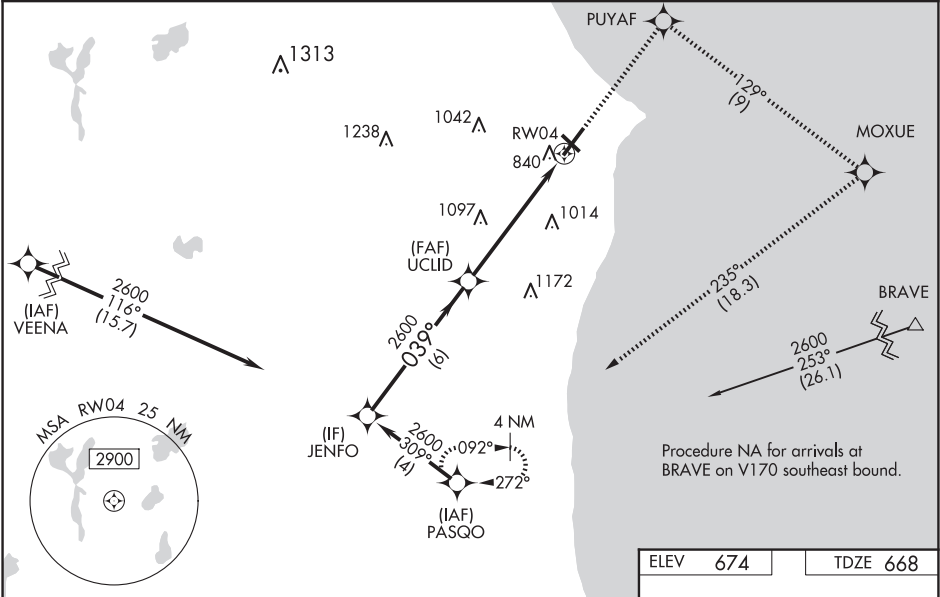 PUYAF
129°
(9)
MOXUE
1313
1238
1042
RW04
840
1097
1014
(FAF)
UCLID
1172
(IAF)
VEENA
2600
116°
(15.7)
2600
039°
(6)
235°
(18.3)
BRAVE
2600
253°
(26.1)
MSA RW04 25 NM
2900
(IF)
JENFO
2600
309°
(4)
4 NM
092°
272°
(IAF)
PASQO
Procedure NA for arrivals at
BRAVE on V170 southeast bound.
ELEV 674
TDZE 668